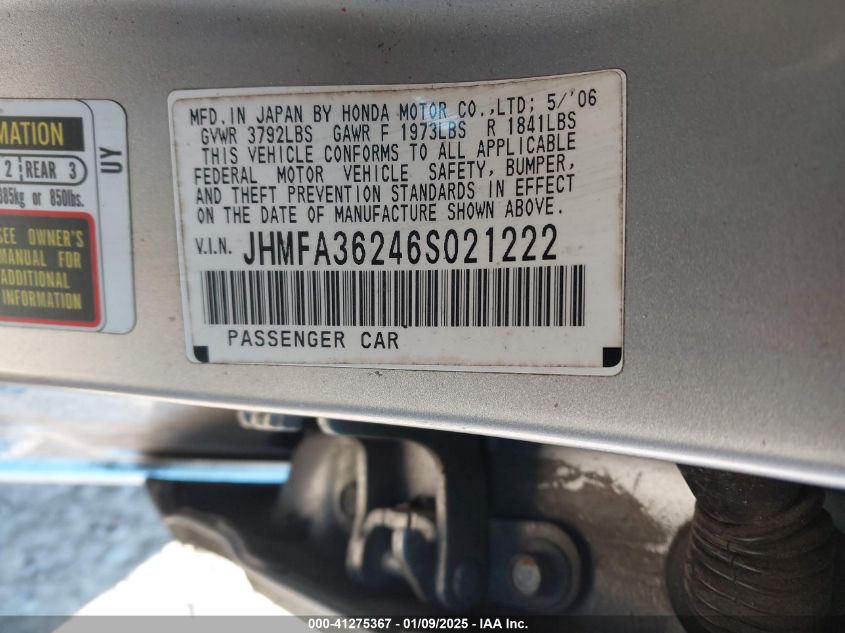 MFD. IN JAPAN BY HONDA MOTOR CO.,LTD; 5/'06
GVWR 3792LBS GAWR F 1973LBS R 1841LBS
THIS VEHICLE CONFORMS TO ALL APPLICABLE
FEDERAL MOTOR VEHICLE SAFETY, BUMPER,
AND THEFT PREVENTION STANDARDS IN EFFECT
ON THE DATE OF MANUFACTURE SHOWN ABOVE.
V.I.N. JHMFA36246S021222
PASSENGER CAR
MATION
2 REAR 3
385kg or 850lbs.
SEE OWNER'S
MANUAL FOR
ADDITIONAL
INFORMATION
UY
000-41275367 - 01/09/2025 - IAA Inc.